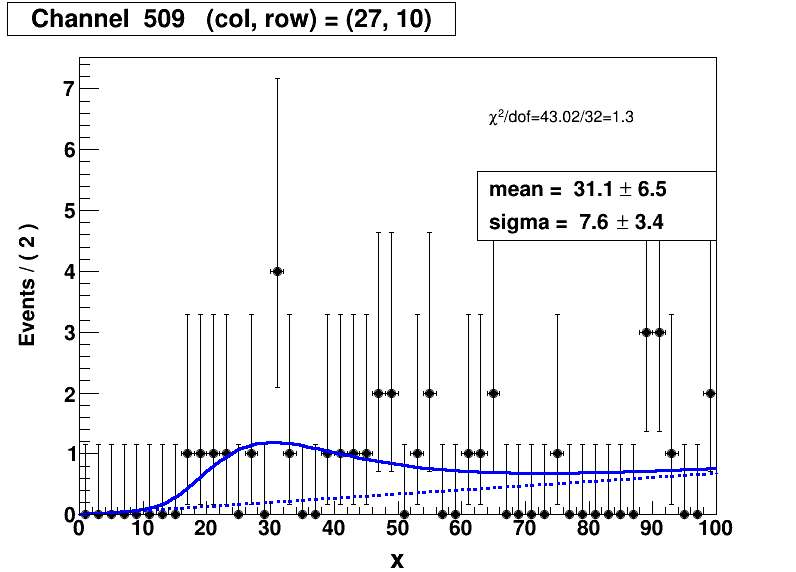 Channel 509 (col, row) = (27, 10)
χ²/dof=43.02/32=1.3
mean = 31.1 ± 6.5
sigma = 7.6 ± 3.4
Events / ( 2 )
7
6
5
4
3
2
1
0
0 10 20 30 40 50 60 70 80 90 100
x